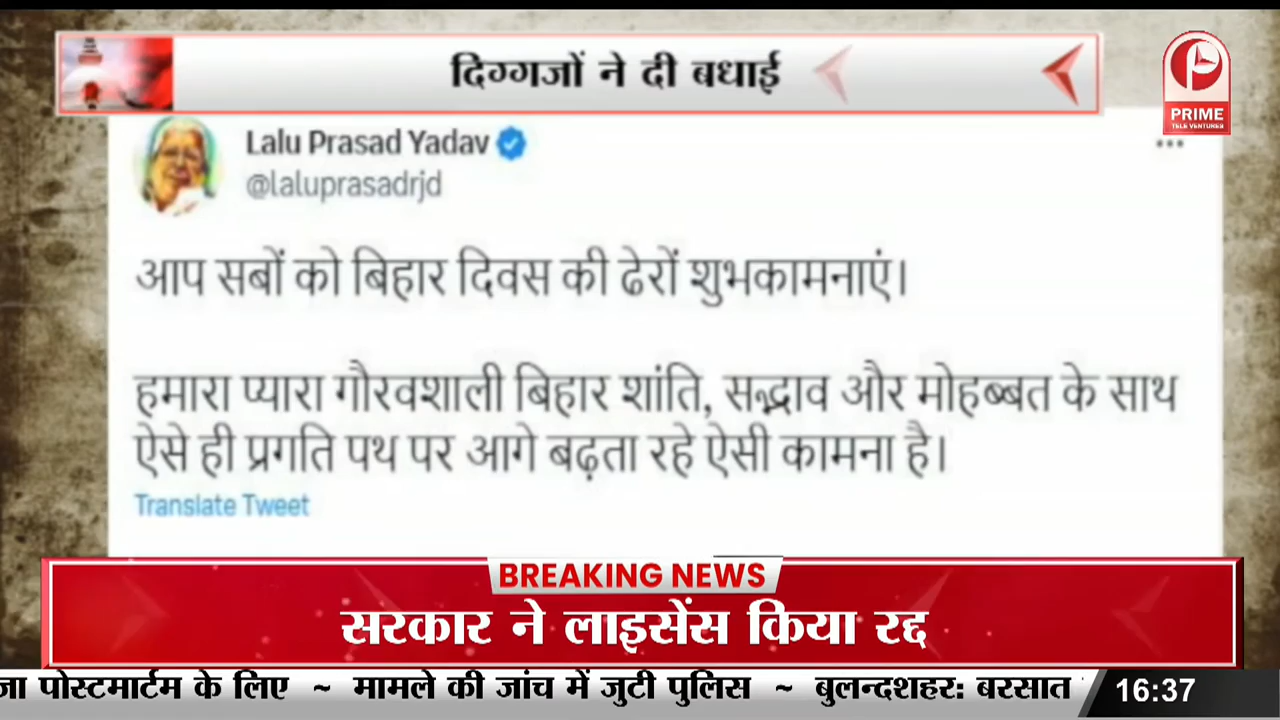 दिग्गजों ने दी बधाई
PRIME
TELE VENTURES
Lalu Prasad Yadav
@laluprasadrjd
आप सबों को बिहार दिवस की ढेरों शुभकामनाएं।
हमारा प्यारा गौरवशाली बिहार शांति, सद्भाव और मोहब्बत के साथ
ऐसे ही प्रगति पथ पर आगे बढ़ता रहे ऐसी कामना है।
Translate Tweet
BREAKING NEWS
सरकार ने लाइसेंस किया रद्द
जा पोस्टमार्टम के लिए ~ मामले की जांच में जुटी पुलिस ~ बुलन्दशहर: बरसात
16:37